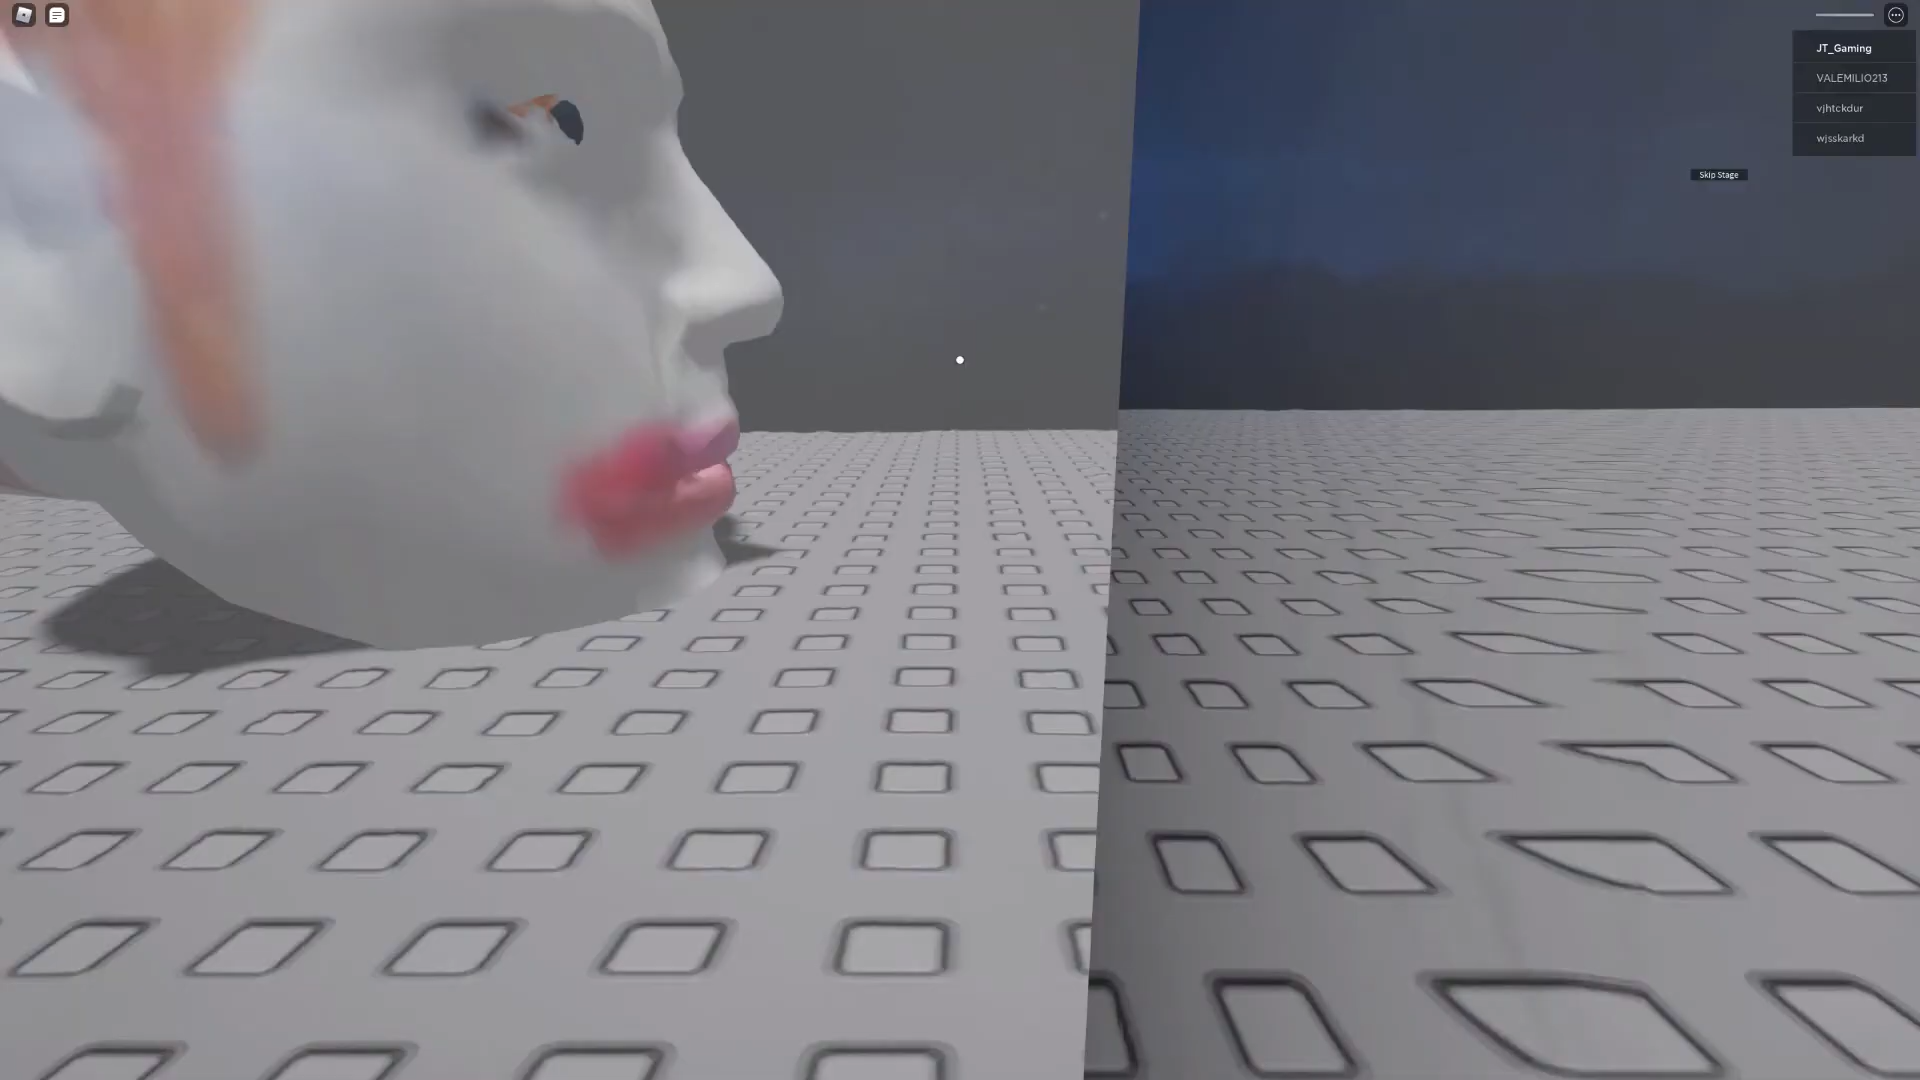 JT_Gaming
VALEMILIO213
vjhtckdur
wjsskarkd
Skip Stage